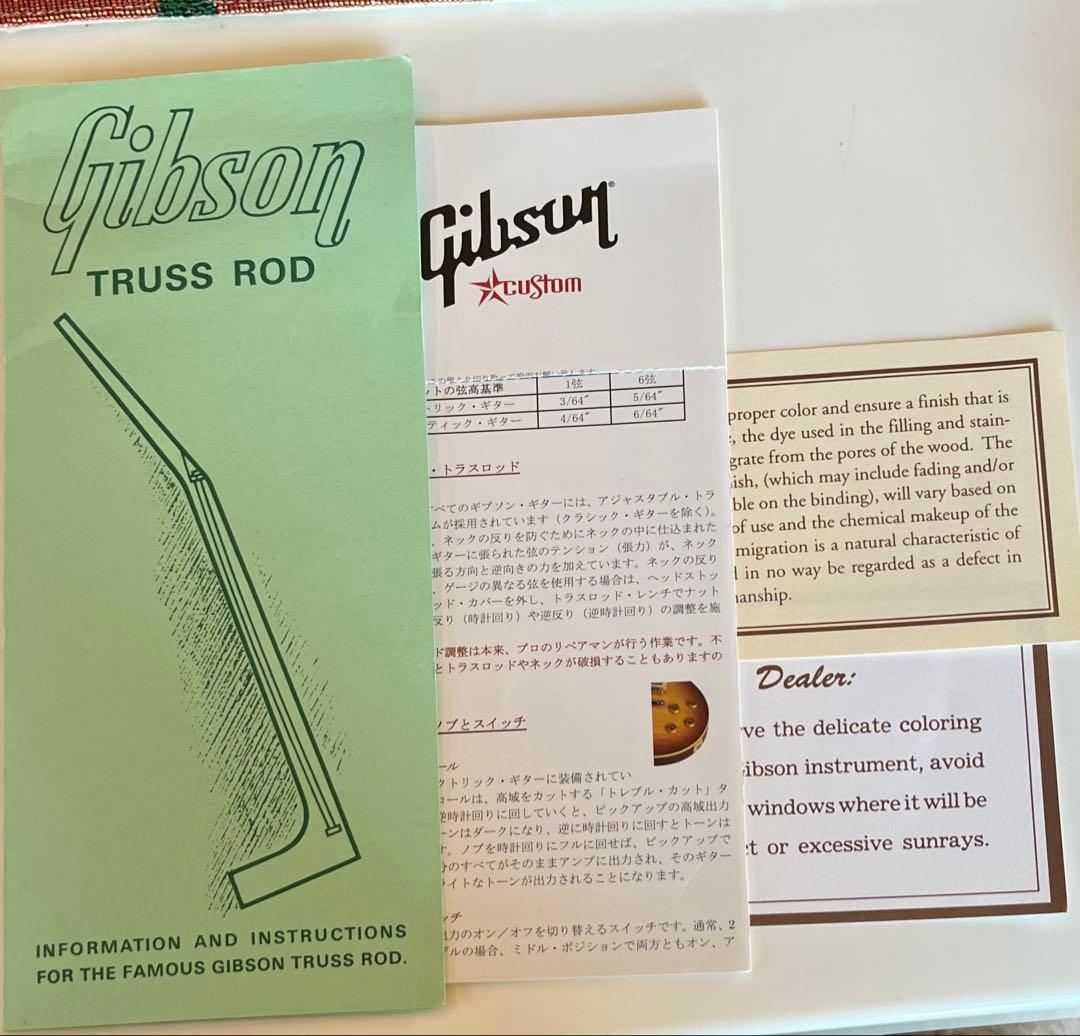 Gibson
TRUSS ROD
INFORMATION AND INSTRUCTIONS
FOR THE FAMOUS GIBSON TRUSS ROD.
Gibson®
custom
ットの弦高基準 1弦 6弦
トリック・ギター 3/64″ 5/64″
ティック・ギター 4/64″ 6/64″
・トラスロッド
べてのギブソン・ギターには、アジャスタブル・トラ
ムが採用されています（クラシック・ギターを除く）。
、ネックの反りを防ぐためにネックの中に仕込まれた
ギターに張られた弦のテンション（張力）が、ネック
張る方向と逆向きの力を加えています。ネックの反り
、ゲージの異なる弦を使用する場合は、ヘッドストッ
ッド・カバーを外し、トラスロッド・レンチでナット
反り（時計回り）や逆反り（逆時計回り）の調整を施
ド調整は本来、プロのリペアマンが行う作業です。不
とトラスロッドやネックが破損することもありますの
ノブとスイッチ
ール
クトリック・ギターに装備されてい
ロールは、高域をカットする「トレブル・カット」タ
逆時計回りに回していくと、ピックアップの高域出力
ーンはダークになり、逆に時計回りに回すとトーンは
す。ノブを時計回りにフルに回せば、ピックアップで
分のすべてがそのままアンプに出力され、そのギター
ライトなトーンが出力されることになります。
ッチ
出力のオン／オフを切り替えるスイッチです。通常、2
デルの場合、ミドル・ポジションで両方ともオン、ア
proper color and ensure a finish that is
, the dye used in the filling and stain-
grate from the pores of the wood. The
ish, (which may include fading and/or
ble on the binding), will vary based on
of use and the chemical makeup of the
migration is a natural characteristic of
l in no way be regarded as a defect in
anship.
Dealer:
ve the delicate coloring
ibson instrument, avoid
windows where it will be
t or excessive sunrays.